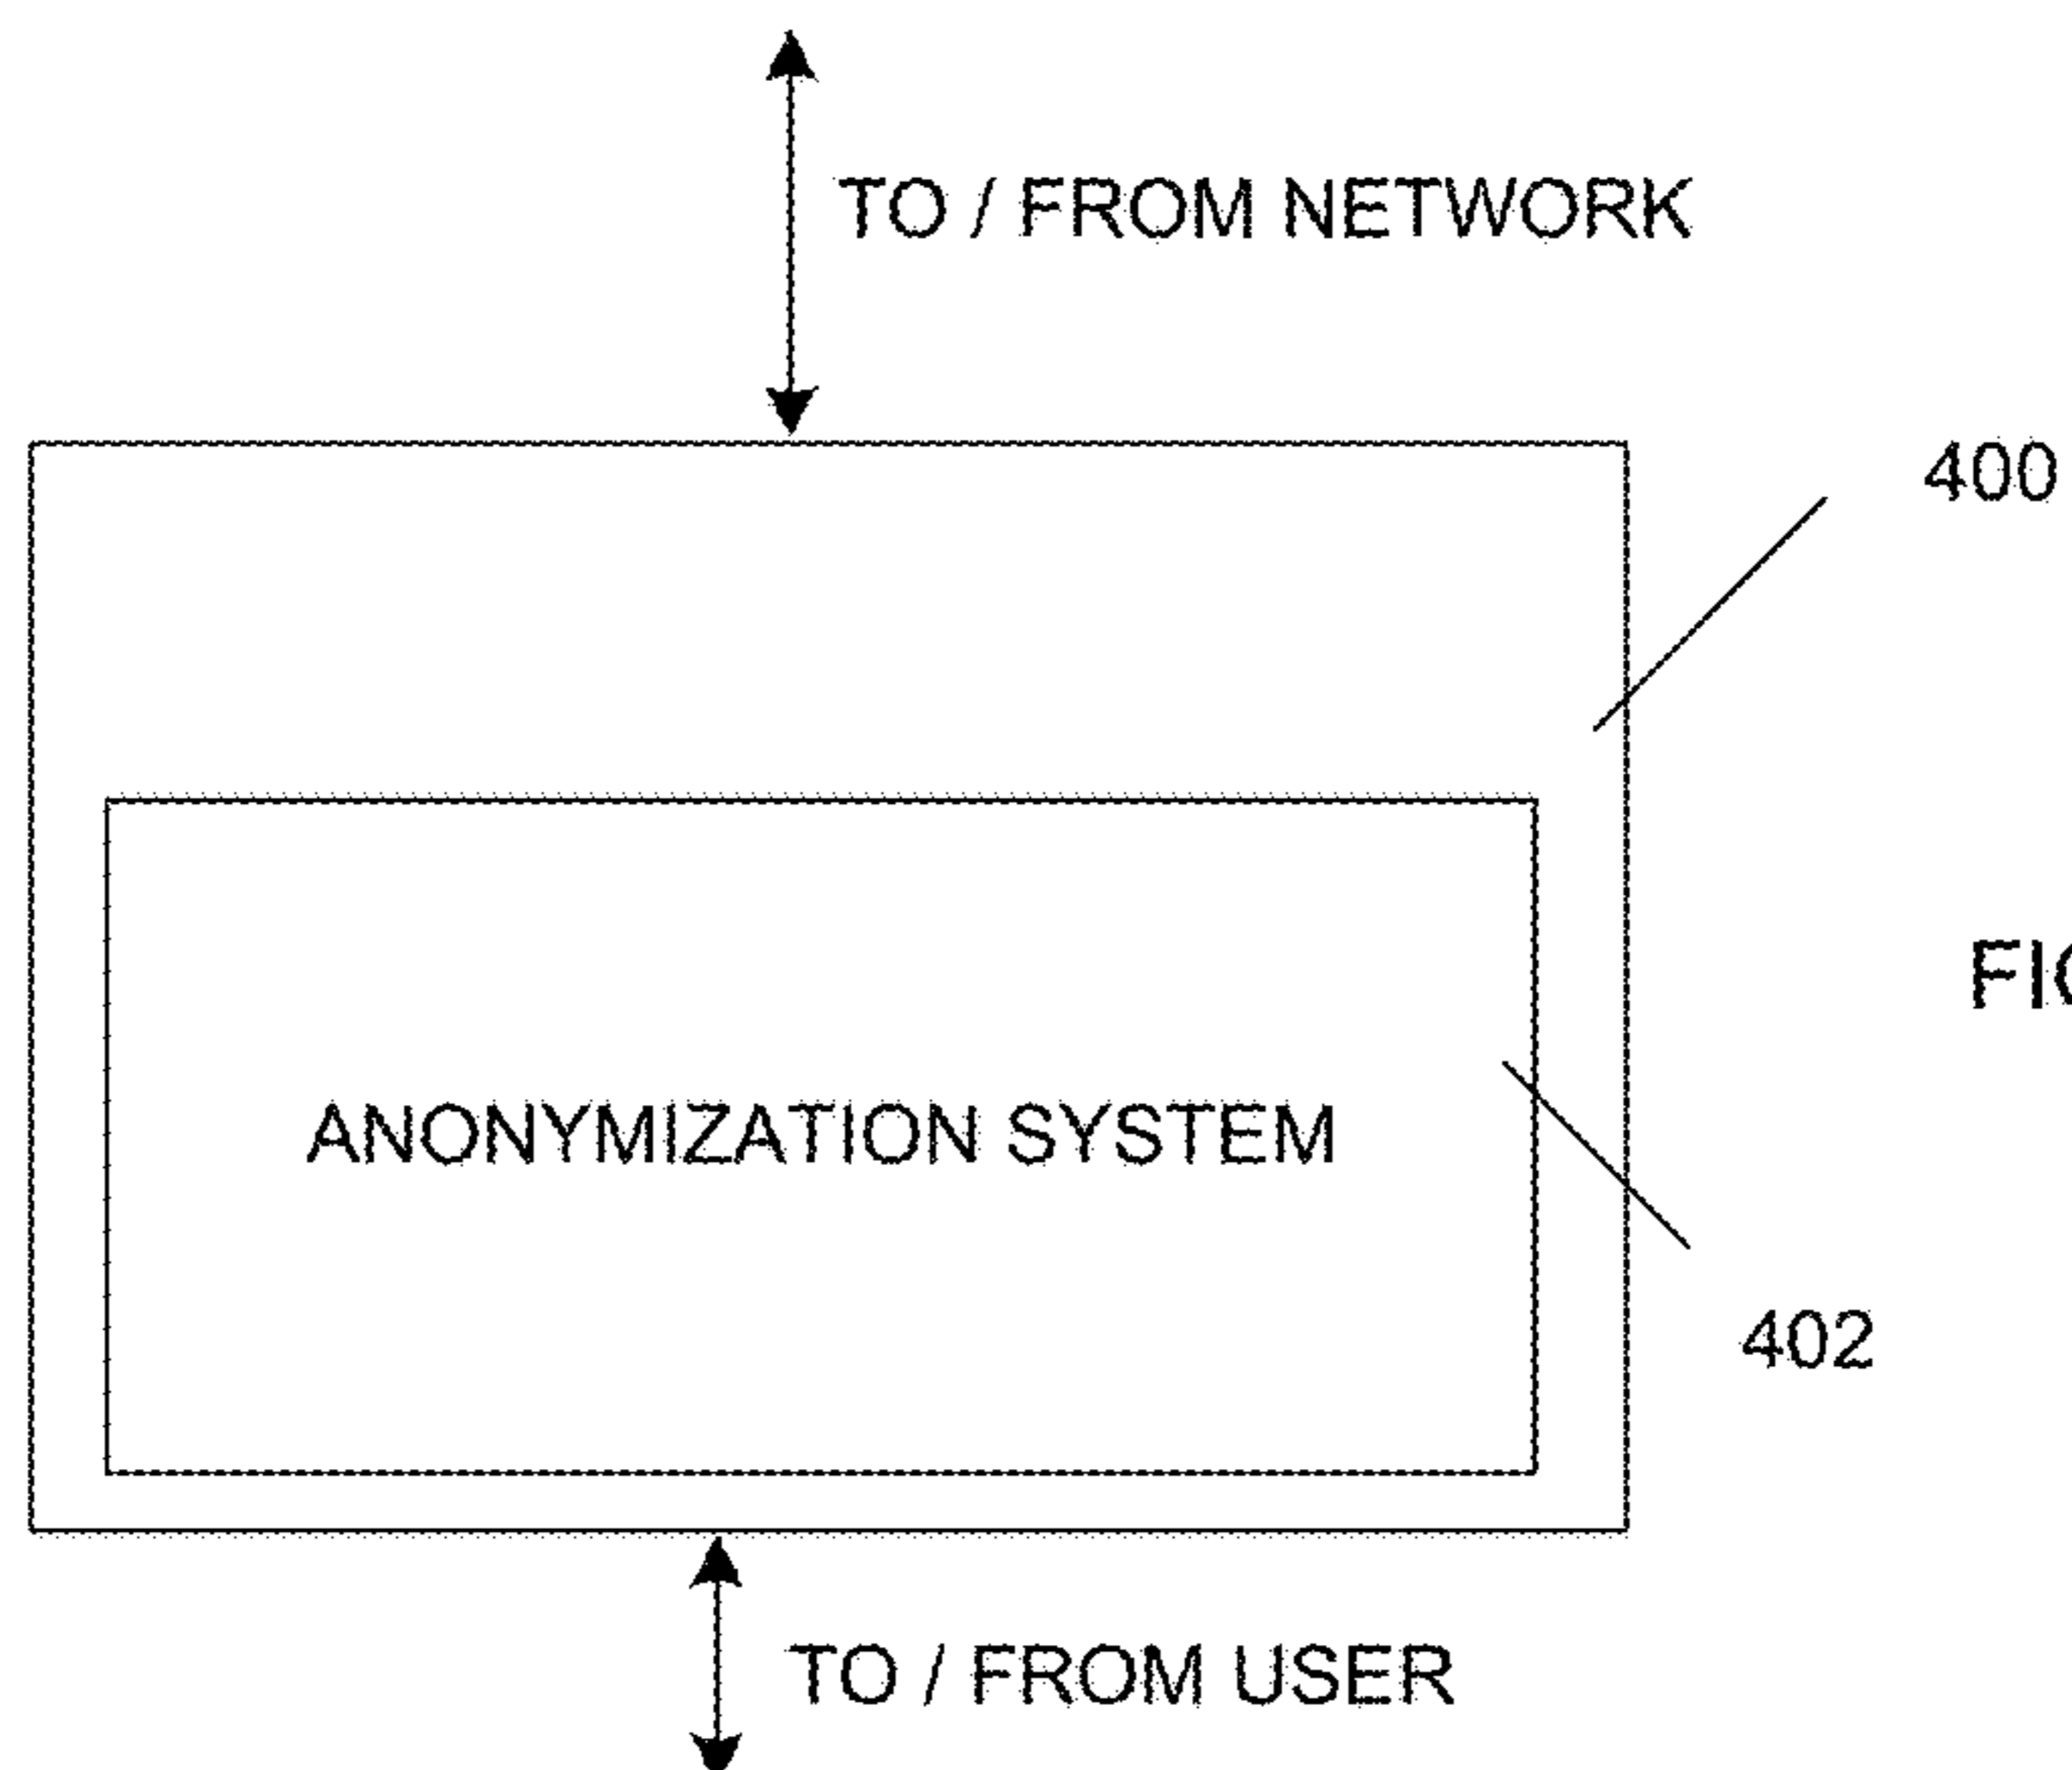 TO / FROM NETWORK
400
ANONYMIZATION SYSTEM
402
TO / FROM USER